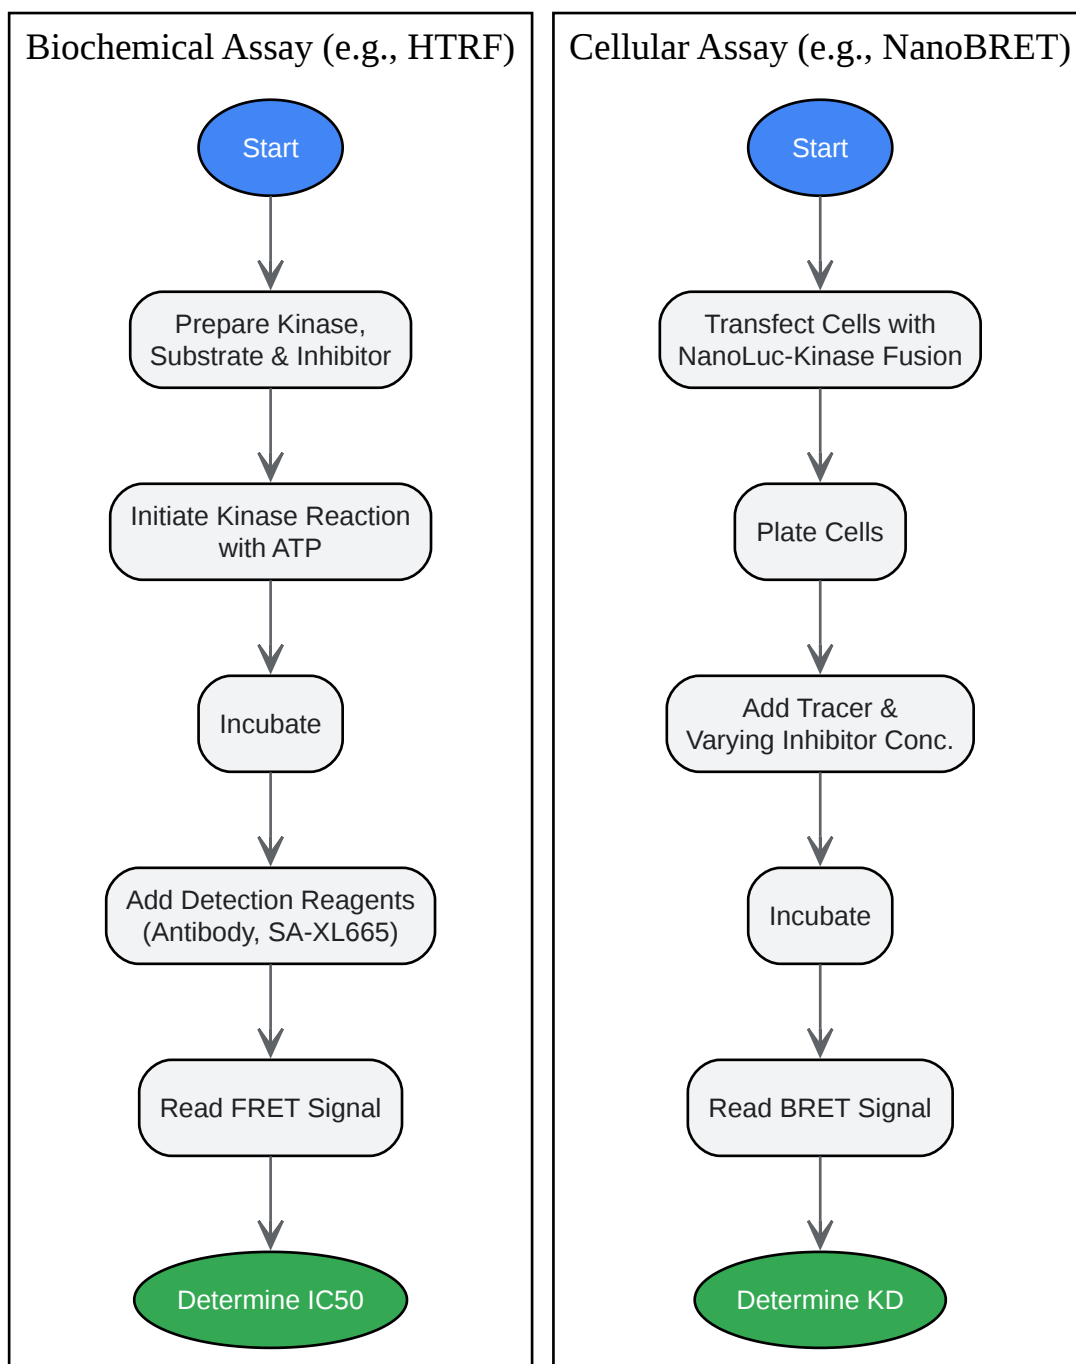 Biochemical Assay (e.g., HTRF)
Start
Prepare Kinase,
Substrate & Inhibitor
Initiate Kinase Reaction
with ATP
Incubate
Add Detection Reagents
(Antibody, SA-XL665)
Read FRET Signal
Determine IC50
Cellular Assay (e.g., NanoBRET)
Start
Transfect Cells with
NanoLuc-Kinase Fusion
Plate Cells
Add Tracer &
Varying Inhibitor Conc.
Incubate
Read BRET Signal
Determine KD